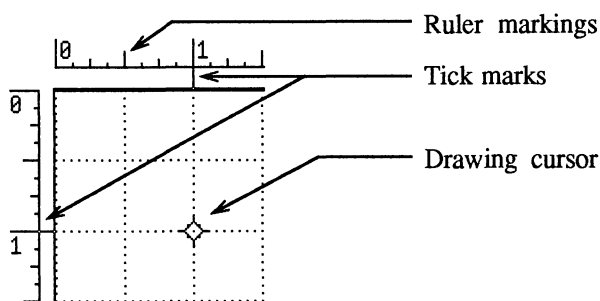 Ruler markings
0 1
Tick marks
0
Drawing cursor
1